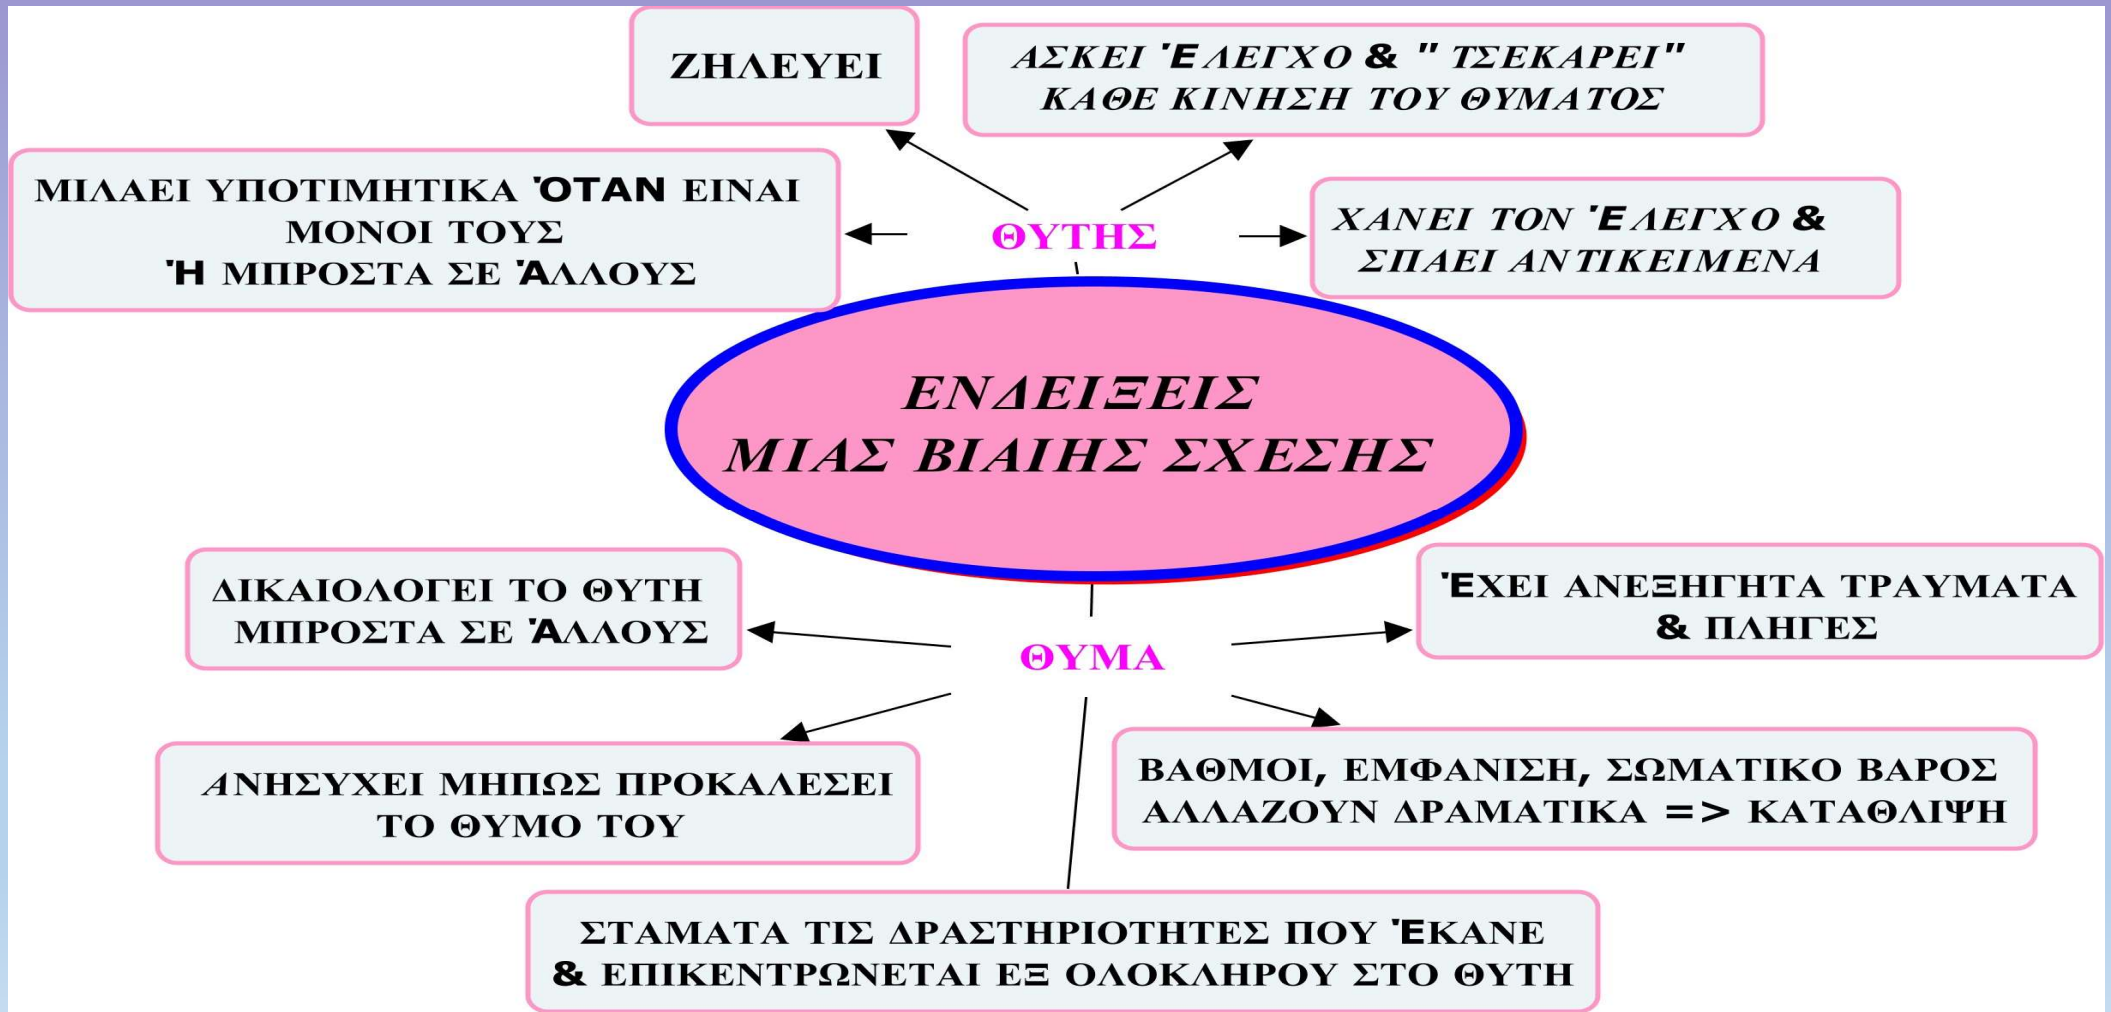 ΖΗΛΕΥΕΙ
ΑΣΚΕΙ ΈΛΕΓΧΟ & " ΤΣΕΚΑΡΕΙ"
ΚΑΘΕ ΚΙΝΗΣΗ ΤΟΥ ΘΥΜΑΤΟΣ
ΜΙΛΑΕΙ ΥΠΟΤΙΜΗΤΙΚΑ ΌΤΑΝ ΕΙΝΑΙ
ΜΟΝΟΙ ΤΟΥΣ
Ή ΜΠΡΟΣΤΑ ΣΕ ΆΛΛΟΥΣ
ΘΥΤΗΣ
ΧΑΝΕΙ ΤΟΝ ΈΛΕΓΧΟ &
ΣΠΑΕΙ ΑΝΤΙΚΕΙΜΕΝΑ
ΕΝΔΕΙΞΕΙΣ
ΜΙΑΣ ΒΙΑΙΗΣ ΣΧΕΣΗΣ
ΔΙΚΑΙΟΛΟΓΕΙ ΤΟ ΘΥΤΗ
ΜΠΡΟΣΤΑ ΣΕ ΆΛΛΟΥΣ
ΘΥΜΑ
ΈΧΕΙ ΑΝΕΞΗΓΗΤΑ ΤΡΑΥΜΑΤΑ
& ΠΛΗΓΕΣ
ΑΝΗΣΥΧΕΙ ΜΗΠΩΣ ΠΡΟΚΑΛΕΣΕΙ
ΤΟ ΘΥΜΟ ΤΟΥ
ΒΑΘΜΟΙ, ΕΜΦΑΝΙΣΗ, ΣΩΜΑΤΙΚΟ ΒΑΡΟΣ
ΑΛΛΑΖΟΥΝ ΔΡΑΜΑΤΙΚΑ => ΚΑΤΑΘΛΙΨΗ
ΣΤΑΜΑΤΑ ΤΙΣ ΔΡΑΣΤΗΡΙΟΤΗΤΕΣ ΠΟΥ ΈΚΑΝΕ
& ΕΠΙΚΕΝΤΡΩΝΕΤΑΙ ΕΞ ΟΛΟΚΛΗΡΟΥ ΣΤΟ ΘΥΤΗ